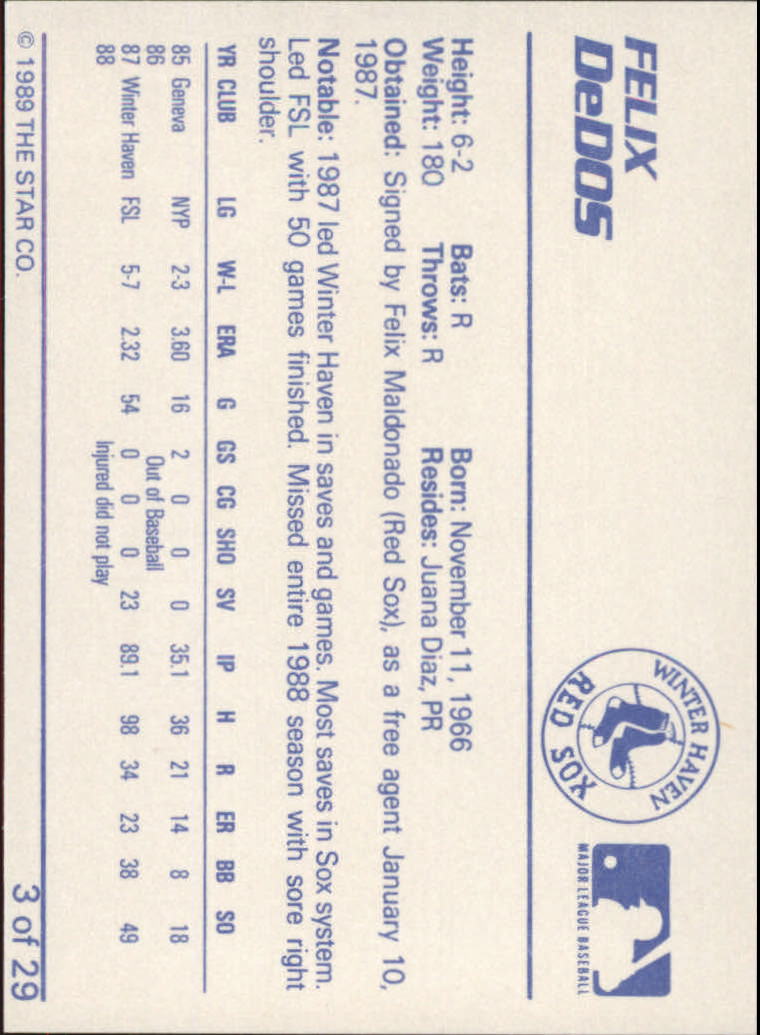 FELIX
DeDOS
WINTER HAVEN
RED SOX
MAJOR LEAGUE BASEBALL
Height: 6-2 Bats: R Born: November 11, 1966
Weight: 180 Throws: R Resides: Juana Diaz, PR
Obtained: Signed by Felix Maldonado (Red Sox), as a free agent January 10,
1987.
Notable: 1987 led Winter Haven in saves and games. Most saves in Sox system.
Led FSL with 50 games finished. Missed entire 1988 season with sore right
shoulder.
YR CLUB LG W-L ERA G GS CG SHO SV IP H R ER BB SO
85 Geneva NYP 2-3 3.60 16 2 0 0 0 35.1 36 21 14 8 18
86 Out of Baseball
87 Winter Haven FSL 5-7 2.32 54 0 0 0 23 89.1 98 34 23 38 49
88 Injured did not play
© 1989 THE STAR CO. 3 of 29